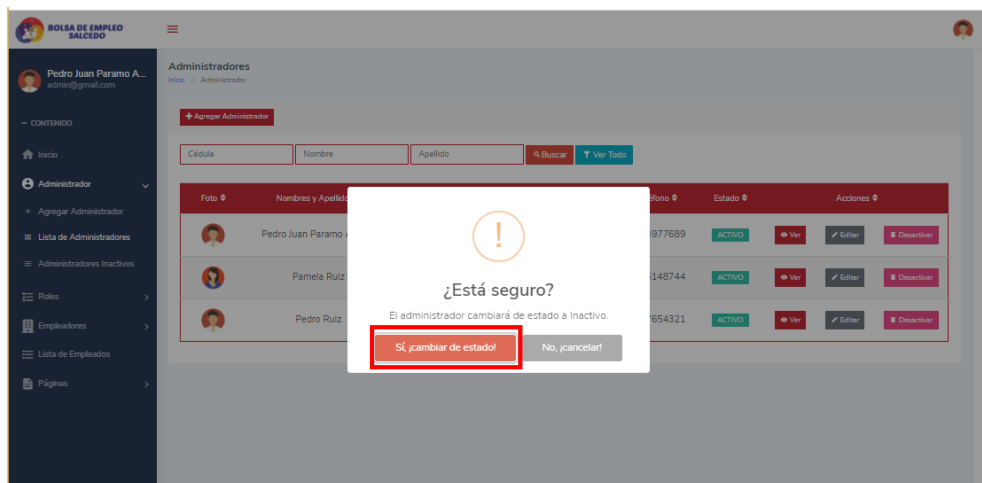 BOLSA DE EMPLEO
SALCEDO
Pedro Juan Paramo A...
admin@gmail.com
— CONTENIDO
Inicio
Administrador
+ Agregar Administrador
Lista de Administradores
Administradores Inactivos
Roles
Empleadores
Lista de Empleados
Páginas
Administradores
Inicio > Administrador
+ Agregar Administrador
Cédula Nombre Apellido Buscar Ver Todo
Foto Nombres y Apellido Estado Acciones
Pedro Juan Paramo 977689 ACTIVO Ver Editar Desactivar
Pamela Ruiz 148744 ACTIVO Ver Editar Desactivar
Pedro Ruiz 654321 ACTIVO Ver Editar Desactivar
!
¿Está seguro?
El administrador cambiará de estado a Inactivo.
Sí, ¡cambiar de estado! No, ¡cancelar!